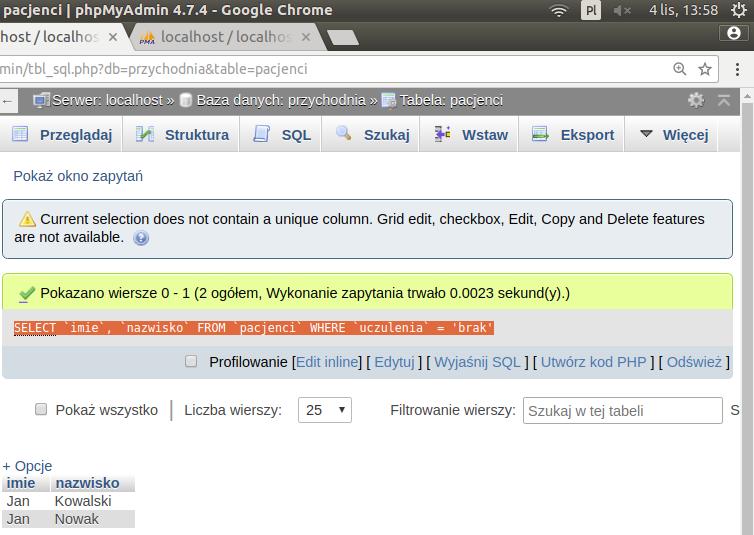 pacjenci | phpMyAdmin 4.7.4 - Google Chrome Pl 4 lis, 13:58
host / localhos × PMA localhost / localhos ×
min/tbl_sql.php?db=przychodnia&table=pacjenci
← Serwer: localhost » Baza danych: przychodnia » Tabela: pacjenci
Przeglądaj Struktura SQL Szukaj Wstaw Eksport Więcej
Pokaż okno zapytań
Current selection does not contain a unique column. Grid edit, checkbox, Edit, Copy and Delete features
are not available.
Pokazano wiersze 0 - 1 (2 ogółem, Wykonanie zapytania trwało 0.0023 sekund(y).)
SELECT `imie`, `nazwisko` FROM `pacjenci` WHERE `uczulenia` = 'brak'
Profilowanie [Edit inline] [ Edytuj ] [ Wyjaśnij SQL ] [ Utwórz kod PHP ] [ Odśwież ]
Pokaż wszystko | Liczba wierszy: 25 Filtrowanie wierszy: Szukaj w tej tabeli S
+ Opcje
imie nazwisko
Jan Kowalski
Jan Nowak